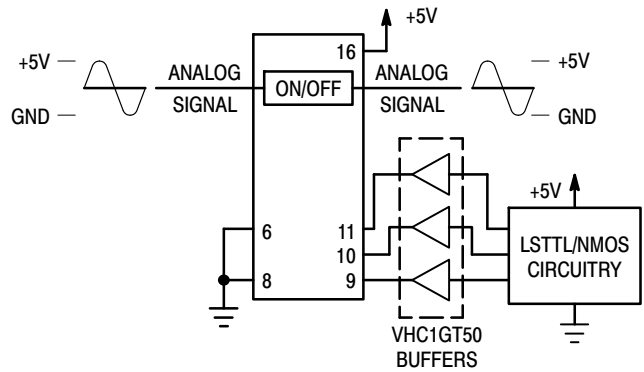 +5V
16
+5V
ANALOG
SIGNAL
ON/OFF
ANALOG
SIGNAL
+5V
GND
GND
+5V
6
11
10
8
9
LSTTL/NMOS
CIRCUITRY
VHC1GT50
BUFFERS